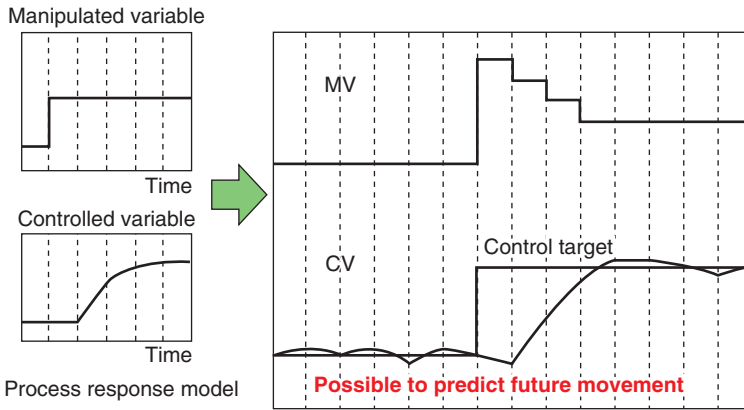 Manipulated variable
Time
Controlled variable
Time
Process response model
MV
CV
Control target
Possible to predict future movement